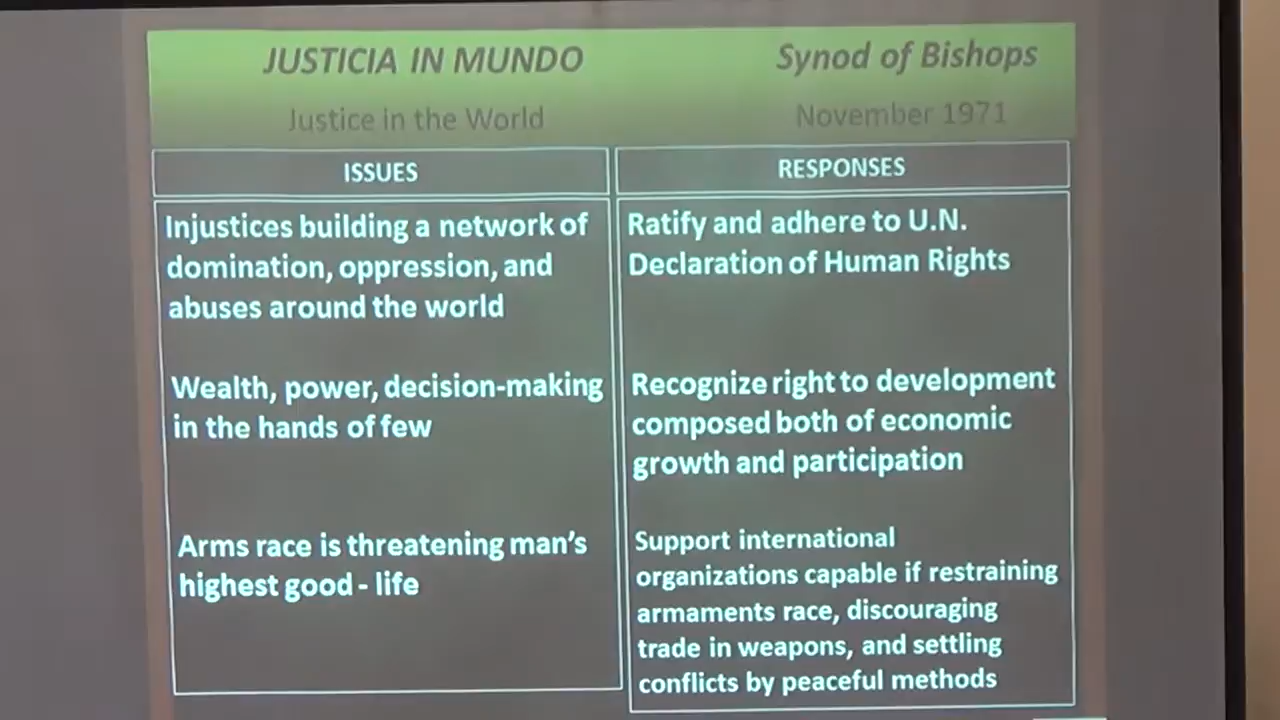 JUSTICIA IN MUNDO
Synod of Bishops
Justice in the World
November 1971
ISSUES
RESPONSES
Injustices building a network of
domination, oppression, and
abuses around the world
Ratify and adhere to U.N.
Declaration of Human Rights
Wealth, power, decision-making
in the hands of few
Recognize right to development
composed both of economic
growth and participation
Arms race is threatening man's
highest good - life
Support international
organizations capable if restraining
armaments race, discouraging
trade in weapons, and settling
conflicts by peaceful methods